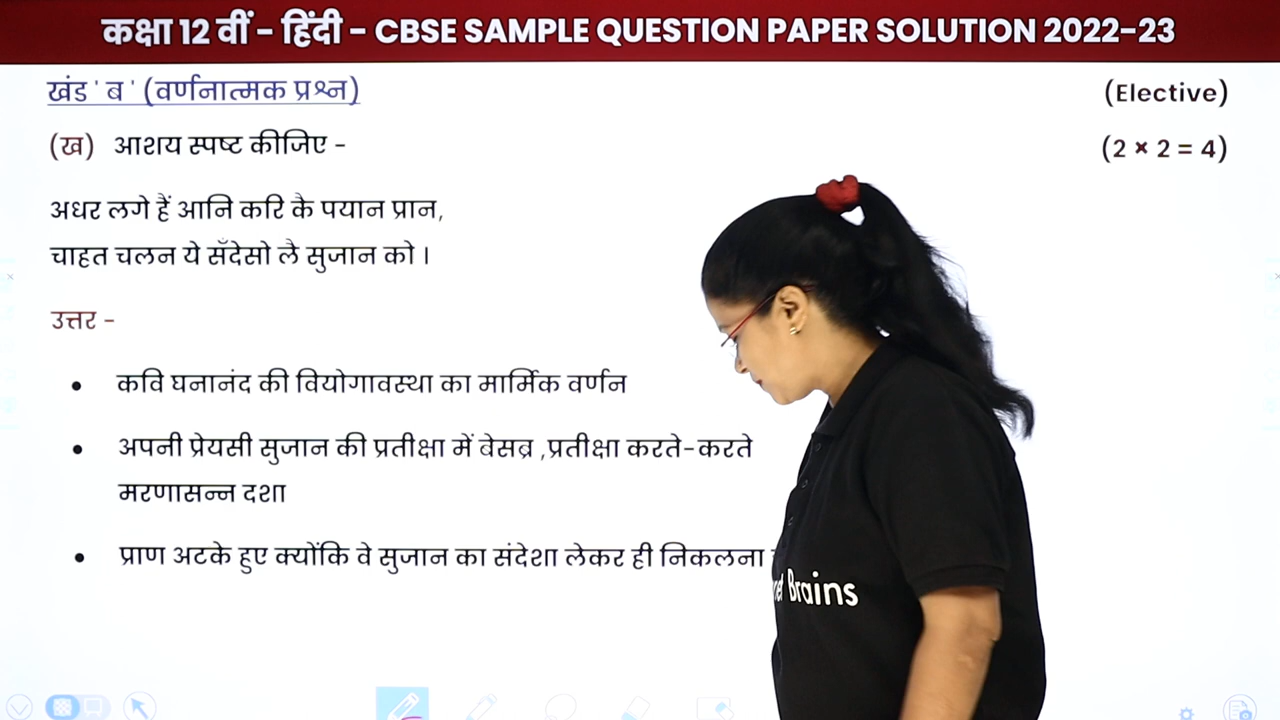 कक्षा 12 वीं - हिंदी - CBSE SAMPLE QUESTION PAPER SOLUTION 2022-23
खंड ' ब ' (वर्णनात्मक प्रश्न) (Elective)
(ख) आशय स्पष्ट कीजिए - (2 × 2 = 4)
अधर लगे हैं आनि करि कै पयान प्रान,
चाहत चलन ये सँदेसो लै सुजान को ।
उत्तर -
• कवि घनानंद की वियोगावस्था का मार्मिक वर्णन
• अपनी प्रेयसी सुजान की प्रतीक्षा में बेसब्र ,प्रतीक्षा करते-करते
मरणासन्न दशा
• प्राण अटके हुए क्योंकि वे सुजान का संदेशा लेकर ही निकलना
Brains